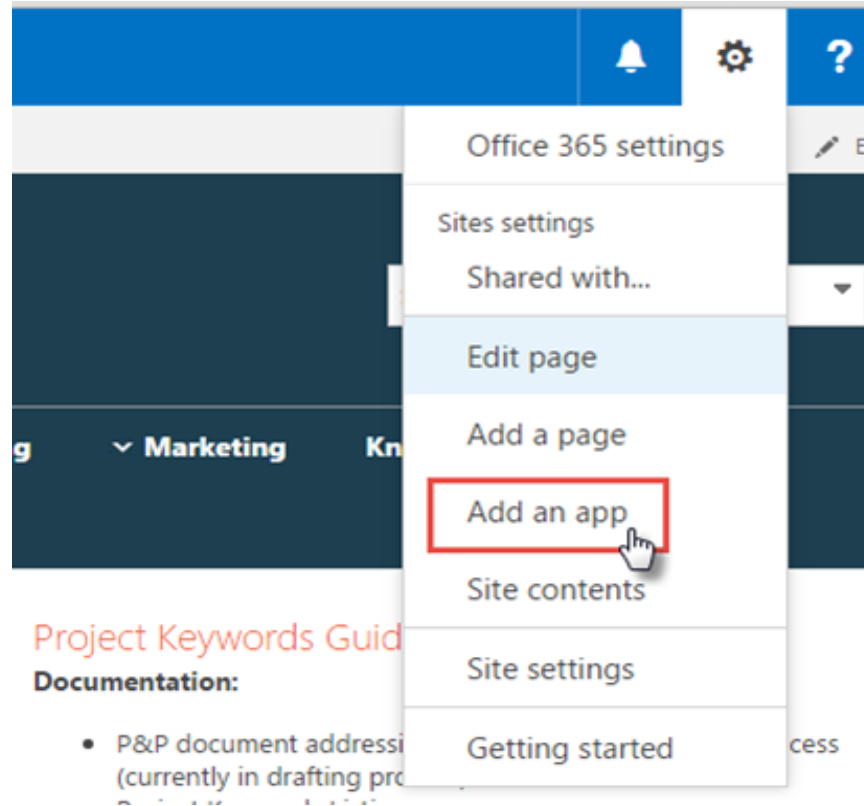 ?
Office 365 settings
E
Sites settings
Shared with...
Edit page
Add a page
g
Marketing
Kn
Add an app
Site contents
Project Keywords Guid
Site settings
Documentation:
• P&P document addressi
cess
Getting started
(currently in drafting pro